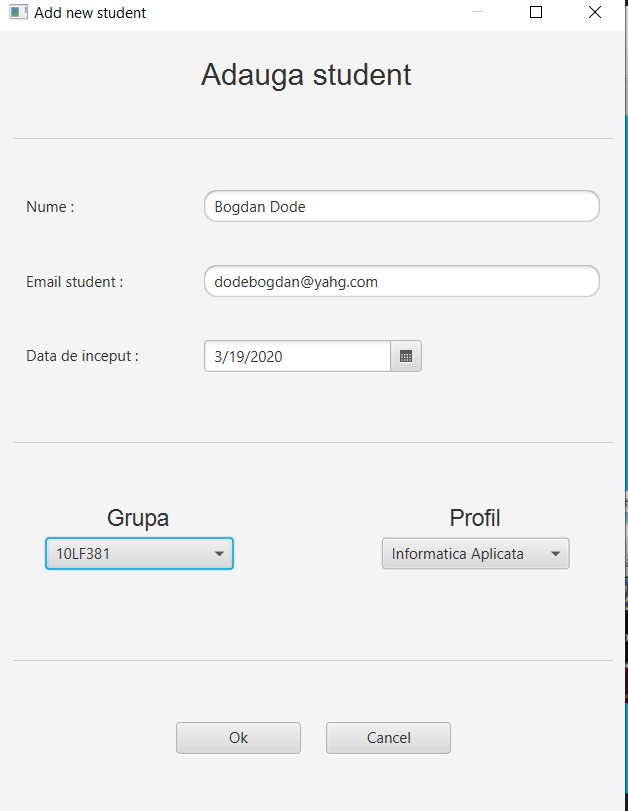 Add new student
Adauga student
Nume :
Bogdan Dode
Email student :
dodebogdan@yahg.com
Data de inceput :
3/19/2020
Grupa
Profil
10LF381
Informatica Aplicata
Ok
Cancel